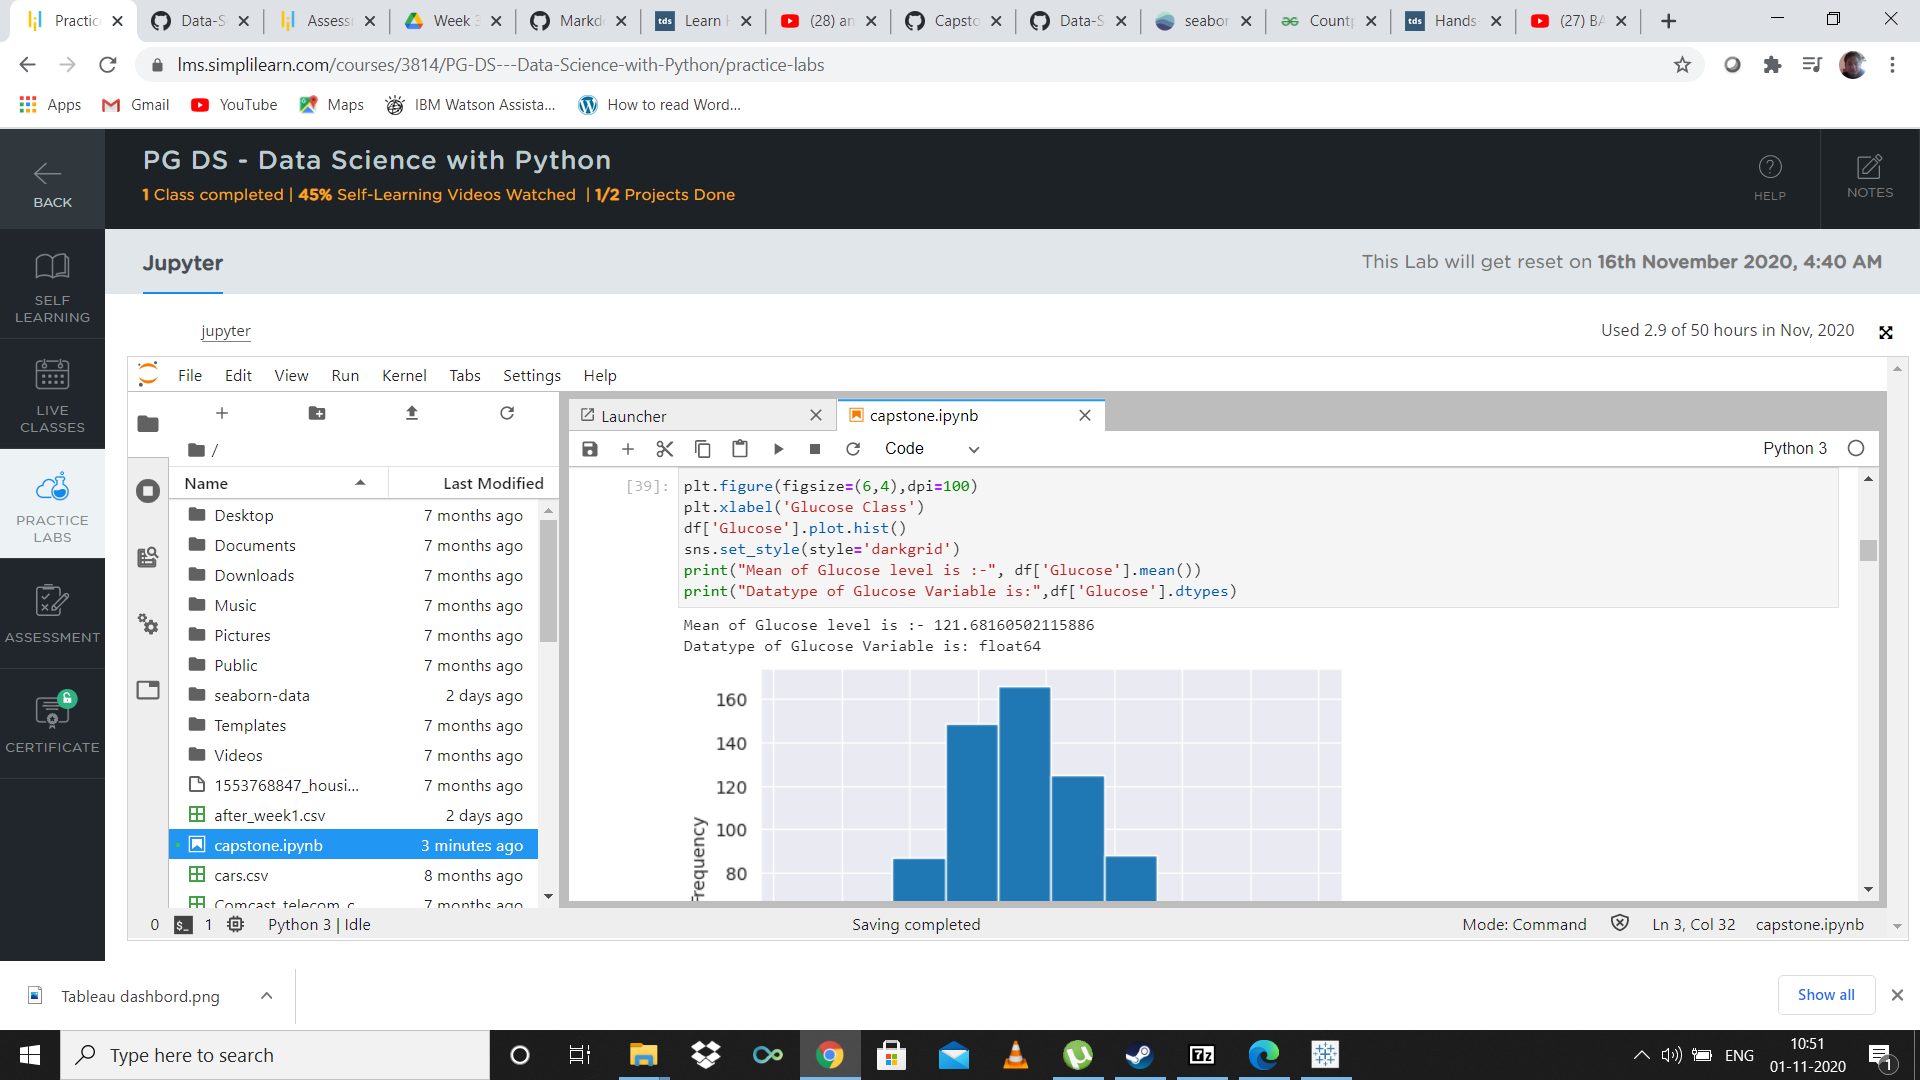 Practice
Data-S
Assessm
Week 3
Markdo
Learn
(28) an
Capsto
Data-S
seabor
Countp
Hands
(27) BA
lms.simplilearn.com/courses/3814/PG-DS---Data-Science-with-Python/practice-labs
Apps
Gmail
YouTube
Maps
IBM Watson Assista...
How to read Word...
BACK
PG DS - Data Science with Python
1 Class completed | 45% Self-Learning Videos Watched | 1/2 Projects Done
HELP
NOTES
Jupyter
This Lab will get reset on 16th November 2020, 4:40 AM
SELF
LEARNING
LIVE
CLASSES
PRACTICE
LABS
ASSESSMENT
CERTIFICATE
jupyter
Used 2.9 of 50 hours in Nov, 2020
File Edit View Run Kernel Tabs Settings Help
/
Name Last Modified
Desktop 7 months ago
Documents 7 months ago
Downloads 7 months ago
Music 7 months ago
Pictures 7 months ago
Public 7 months ago
seaborn-data 2 days ago
Templates 7 months ago
Videos 7 months ago
1553768847_housi... 7 months ago
after_week1.csv 2 days ago
capstone.ipynb 3 minutes ago
cars.csv 8 months ago
Comcast_telecom_c 7 months ago
Launcher
capstone.ipynb
Code
Python 3
[39]:
plt.figure(figsize=(6,4),dpi=100)
plt.xlabel('Glucose Class')
df['Glucose'].plot.hist()
sns.set_style(style='darkgrid')
print("Mean of Glucose level is :-", df['Glucose'].mean())
print("Datatype of Glucose Variable is:",df['Glucose'].dtypes)
Mean of Glucose level is :- 121.68160502115886
Datatype of Glucose Variable is: float64
160
140
120
100
80
Frequency
0 $_ 1 Python 3 | Idle Saving completed Mode: Command Ln 3, Col 32 capstone.ipynb
Tableau dashbord.png
Show all
Type here to search
7z
ENG
10:51
01-11-2020
1